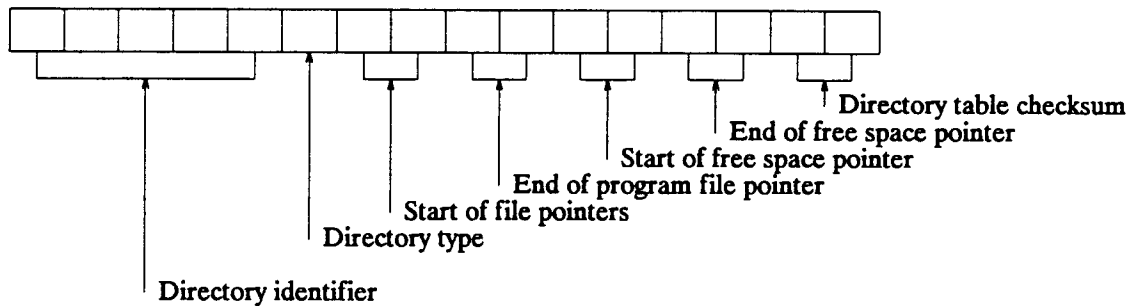 Directory table checksum
End of free space pointer
Start of free space pointer
End of program file pointer
Start of file pointers
Directory type
Directory identifier